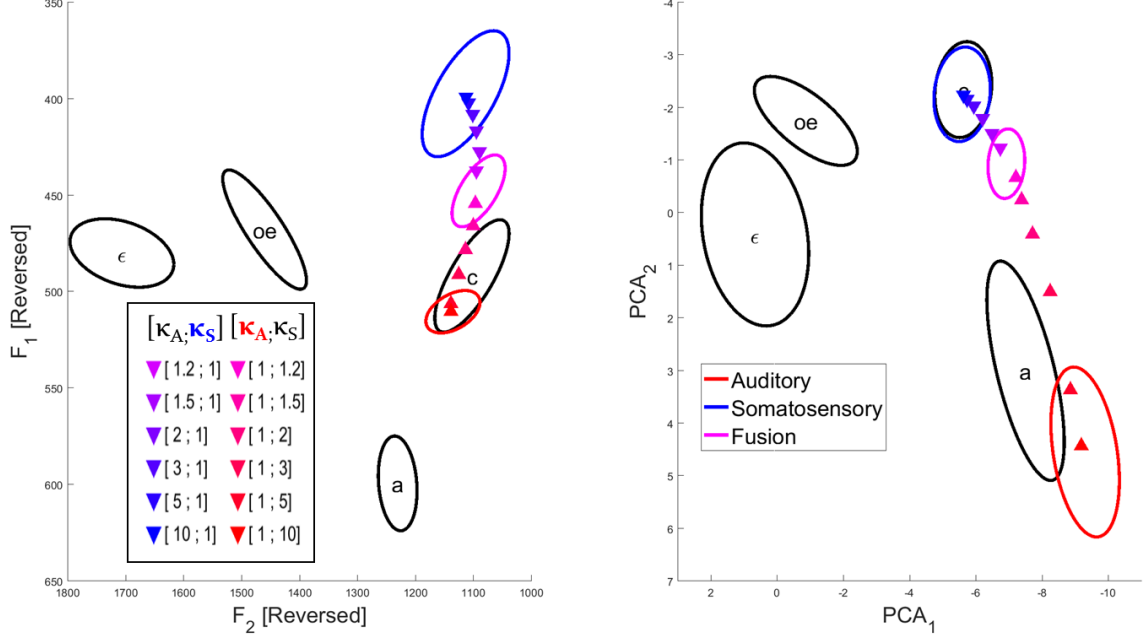 350
400
450
500
550
600
650
1800
1700
1600
1500
1400
1300
1200
1100
1000
F1 [Reversed]
F2 [Reversed]
ϵ
oe
c
a
[κA;κS] [κA;κS]
[ 1.2 ; 1] [ 1 ; 1.2]
[ 1.5 ; 1] [ 1 ; 1.5]
[ 2 ; 1] [ 1 ; 2]
[ 3 ; 1] [ 1 ; 3]
[ 5 ; 1] [ 1 ; 5]
[ 10 ; 1] [ 1 ; 10]
-4
-3
-2
-1
0
1
2
3
4
5
6
7
2
0
-2
-4
-6
-8
-10
PCA2
PCA1
oe
ϵ
a
Auditory
Somatosensory
Fusion